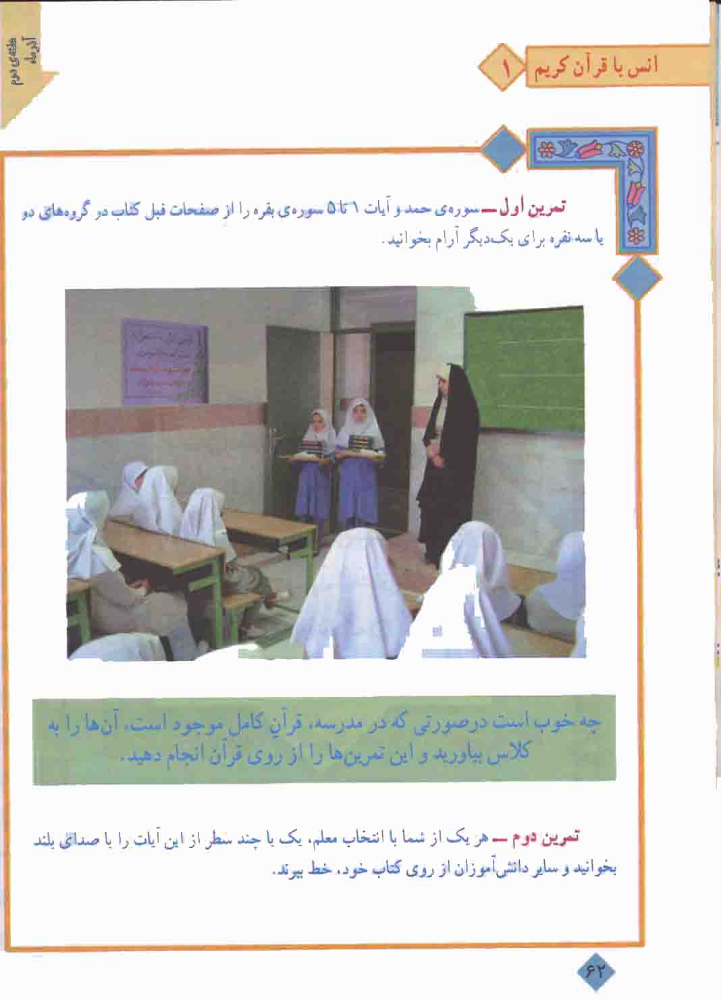 هفته‌ی دوم
آذرماه
انس با قرآن کریم ۱
تمرین اول ــ سوره‌ی حمد و آیات ۱ تا ۵ سوره‌ی بقره را از صفحات قبل کتاب در گروه‌های دو
یا سه نفره برای یک‌دیگر آرام بخوانید.
چه خوب است درصورتی که در مدرسه، قرآنِ کامل موجود است، آن‌ها را به
کلاس بیاورید و این تمرین‌ها را از روی قرآن انجام دهید.
تمرین دوم ــ هر یک از شما با انتخاب معلم، یک یا چند سطر از این آیات را با صدای بلند
بخوانید و سایر دانش‌آموزان از روی کتاب خود، خط ببرند.
۶۲